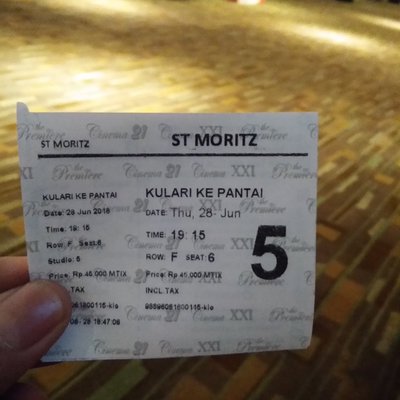 ST MORITZ
KULARI KE PANTAI
Date: 28 Jun 2018
Time: 19:15
Row: F Seat:6
Studio: 5
Price: Rp 45.000 MTIX
TAX
ST MORITZ
KULARI KE PANTAI
DATE: Thu, 28- Jun
TIME: 19:15
ROW: F SEAT: 6
Price: Rp 45.000 MTIX
INCL.TAX
5
Cinema 21
Cinema XXI
the Premiere